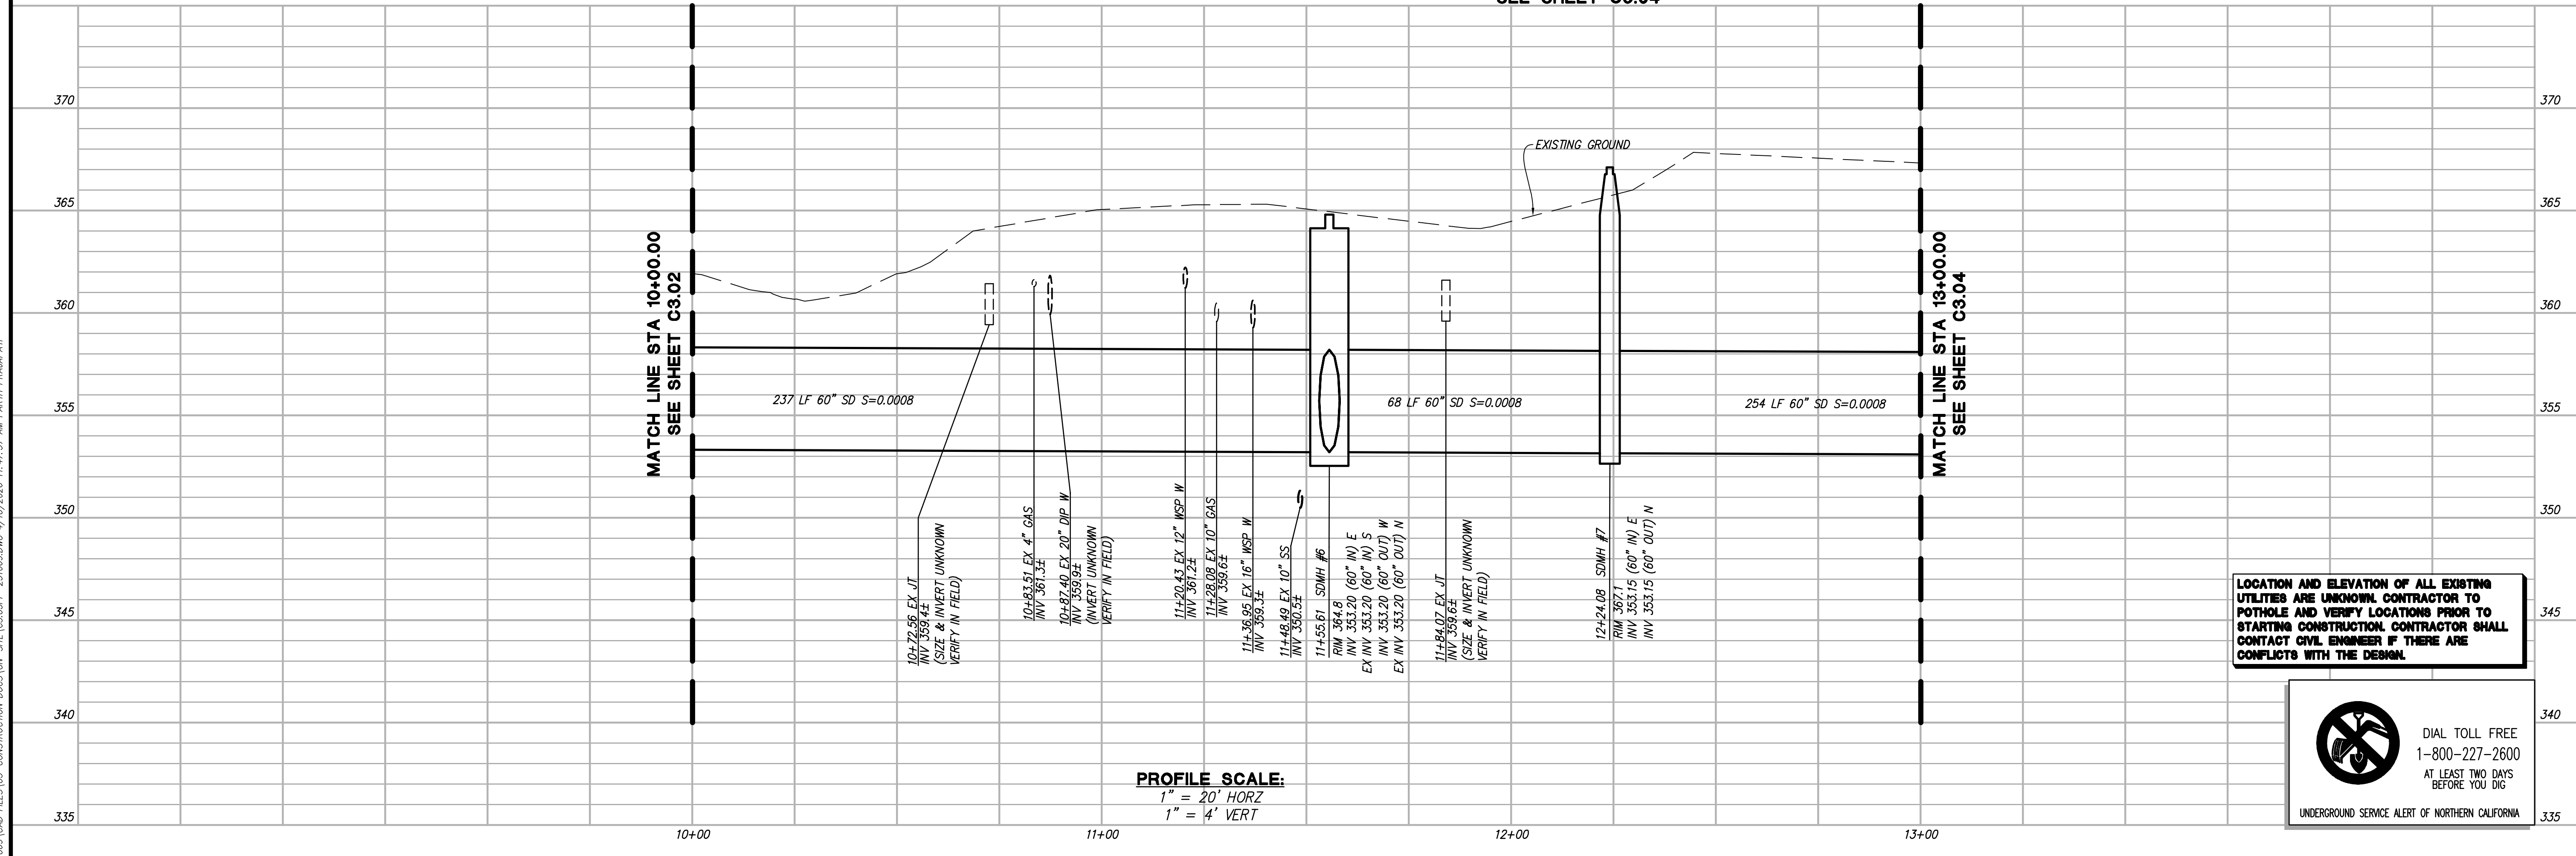 370
365
360
355
350
345
340
335
MATCH LINE STA 10+00.00
SEE SHEET C3.02
237 LF 60" SD S=0.0008
68 LF 60" SD S=0.0008
254 LF 60" SD S=0.0008
EXISTING GROUND
10+72.56 EX JT
INV 359.4±
(SIZE & INVERT UNKNOWN
VERIFY IN FIELD)
10+83.51 EX 4" GAS
INV 361.3±
10+87.40 EX 20" DIP W
INV 359.9±
(INVERT UNKNOWN
VERIFY IN FIELD)
11+20.43 EX 12" WSP W
INV 361.2±
11+28.08 EX 10" GAS
INV 359.6±
11+36.95 EX 16" WSP W
INV 359.3±
11+48.49 EX 10" SS
INV 350.5±
11+55.61 SDMH #6
RIM 364.8
INV 353.20 (60" IN) E
EX INV 353.20 (60" IN) S
INV 353.20 (60" OUT) W
EX INV 353.20 (60" OUT) N
11+84.07 EX JT
INV 359.6±
(SIZE & INVERT UNKNOWN
VERIFY IN FIELD)
12+24.08 SDMH #7
RIM 367.1
INV 353.15 (60" IN) E
INV 353.15 (60" OUT) N
MATCH LINE STA 13+00.00
SEE SHEET C3.04
PROFILE SCALE:
1" = 20' HORZ
1" = 4' VERT
10+00
11+00
12+00
13+00
370
365
360
355
350
345
340
335
LOCATION AND ELEVATION OF ALL EXISTING
UTILITIES ARE UNKNOWN. CONTRACTOR TO
POTHOLE AND VERIFY LOCATIONS PRIOR TO
STARTING CONSTRUCTION. CONTRACTOR SHALL
CONTACT CIVIL ENGINEER IF THERE ARE
CONFLICTS WITH THE DESIGN.
DIAL TOLL FREE
1-800-227-2600
AT LEAST TWO DAYS
BEFORE YOU DIG
UNDERGROUND SERVICE ALERT OF NORTHERN CALIFORNIA